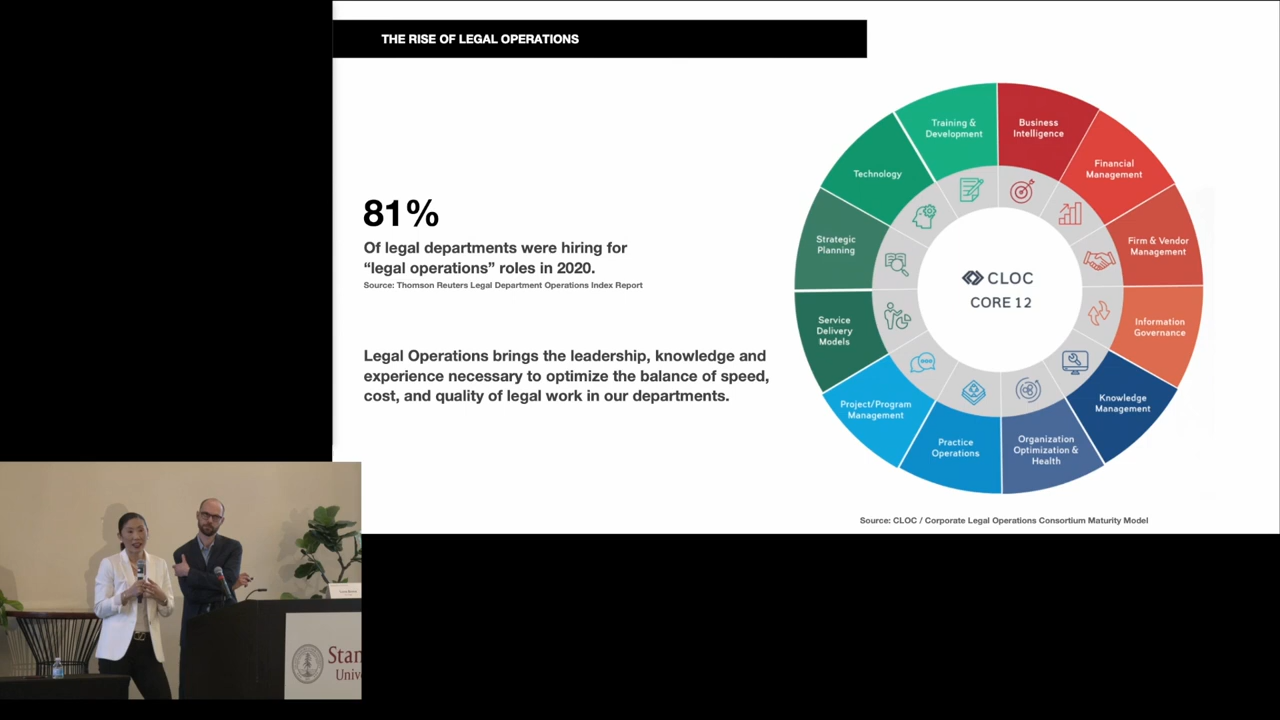 THE RISE OF LEGAL OPERATIONS
81%
Of legal departments were hiring for
“legal operations” roles in 2020.
Source: Thomson Reuters Legal Department Operations Index Report
Legal Operations brings the leadership, knowledge and
experience necessary to optimize the balance of speed,
cost, and quality of legal work in our departments.
Training &
Development
Business
Intelligence
Financial
Management
Firm & Vendor
Management
Information
Governance
Knowledge
Management
Organization
Optimization &
Health
Practice
Operations
Project/Program
Management
Service
Delivery
Models
Strategic
Planning
Technology
CLOC
CORE 12
Source: CLOC / Corporate Legal Operations Consortium Maturity Model
Stan
Unive